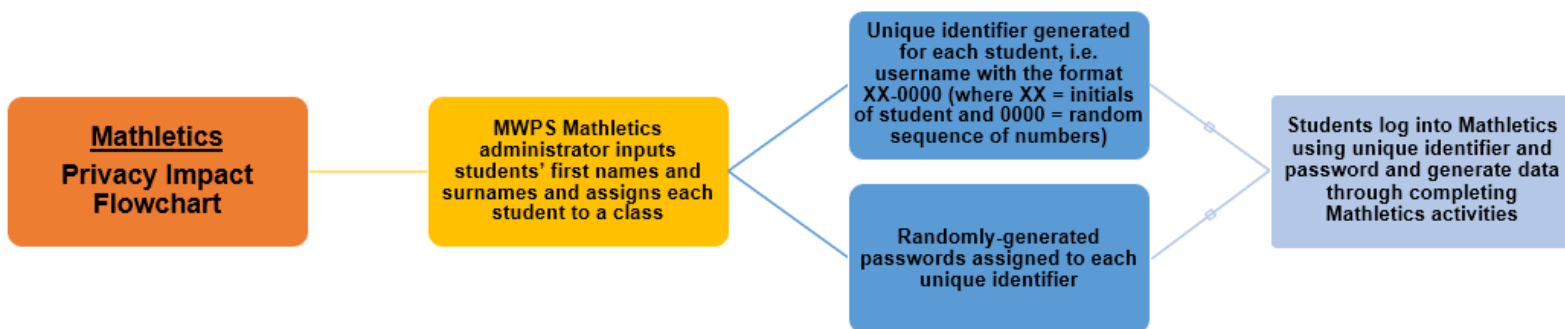 Mathletics
Privacy Impact
Flowchart
MWPS Mathletics
administrator inputs
students’ first names and
surnames and assigns each
student to a class
Unique identifier generated
for each student, i.e.
username with the format
XX-0000 (where XX = initials
of student and 0000 = random
sequence of numbers)
Randomly-generated
passwords assigned to each
unique identifier
Students log into Mathletics
using unique identifier and
password and generate data
through completing
Mathletics activities